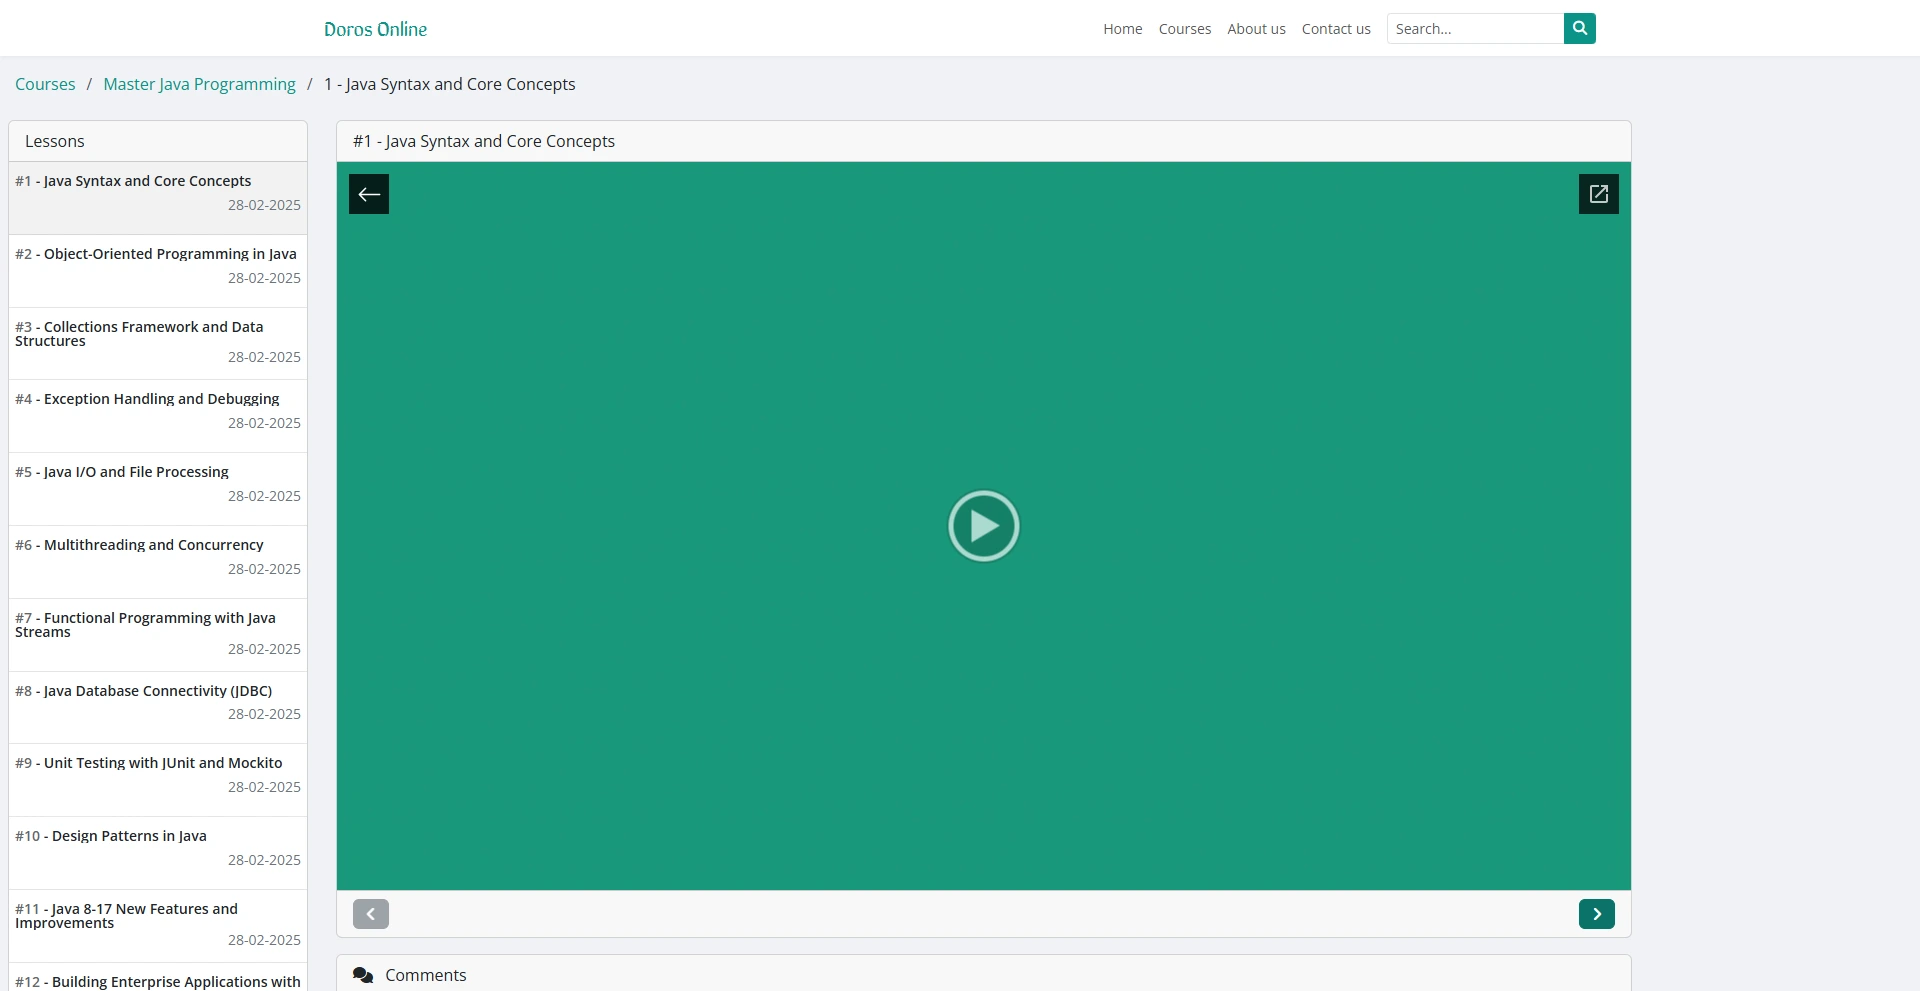 Doros Online
Home
Courses
About us
Contact us
Search...
Courses / Master Java Programming / 1 - Java Syntax and Core Concepts
Lessons
#1 - Java Syntax and Core Concepts
28-02-2025
#2 - Object-Oriented Programming in Java
28-02-2025
#3 - Collections Framework and Data
Structures
28-02-2025
#4 - Exception Handling and Debugging
28-02-2025
#5 - Java I/O and File Processing
28-02-2025
#6 - Multithreading and Concurrency
28-02-2025
#7 - Functional Programming with Java
Streams
28-02-2025
#8 - Java Database Connectivity (JDBC)
28-02-2025
#9 - Unit Testing with JUnit and Mockito
28-02-2025
#10 - Design Patterns in Java
28-02-2025
#11 - Java 8-17 New Features and
Improvements
28-02-2025
#12 - Building Enterprise Applications with
#1 - Java Syntax and Core Concepts
Comments